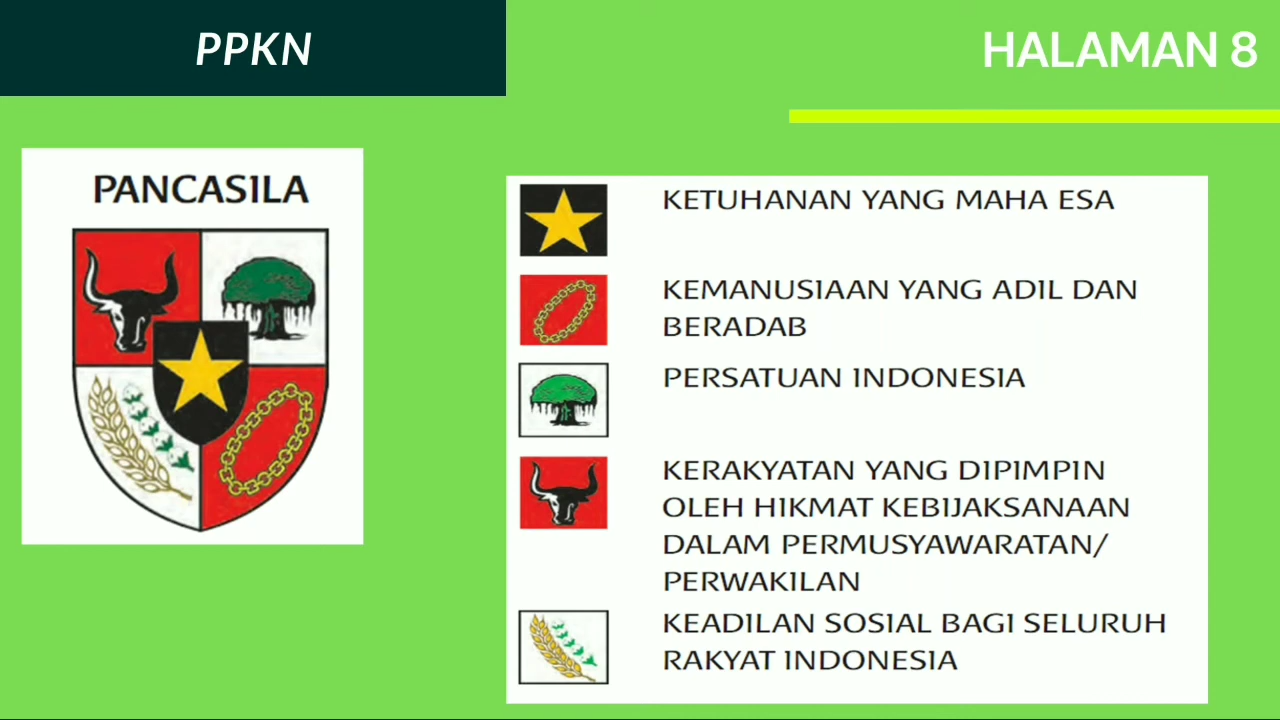 PPKN
HALAMAN 8
PANCASILA
KETUHANAN YANG MAHA ESA
KEMANUSIAAN YANG ADIL DAN
BERADAB
PERSATUAN INDONESIA
KERAKYATAN YANG DIPIMPIN
OLEH HIKMAT KEBIJAKSANAAN
DALAM PERMUSYAWARATAN/
PERWAKILAN
KEADILAN SOSIAL BAGI SELURUH
RAKYAT INDONESIA